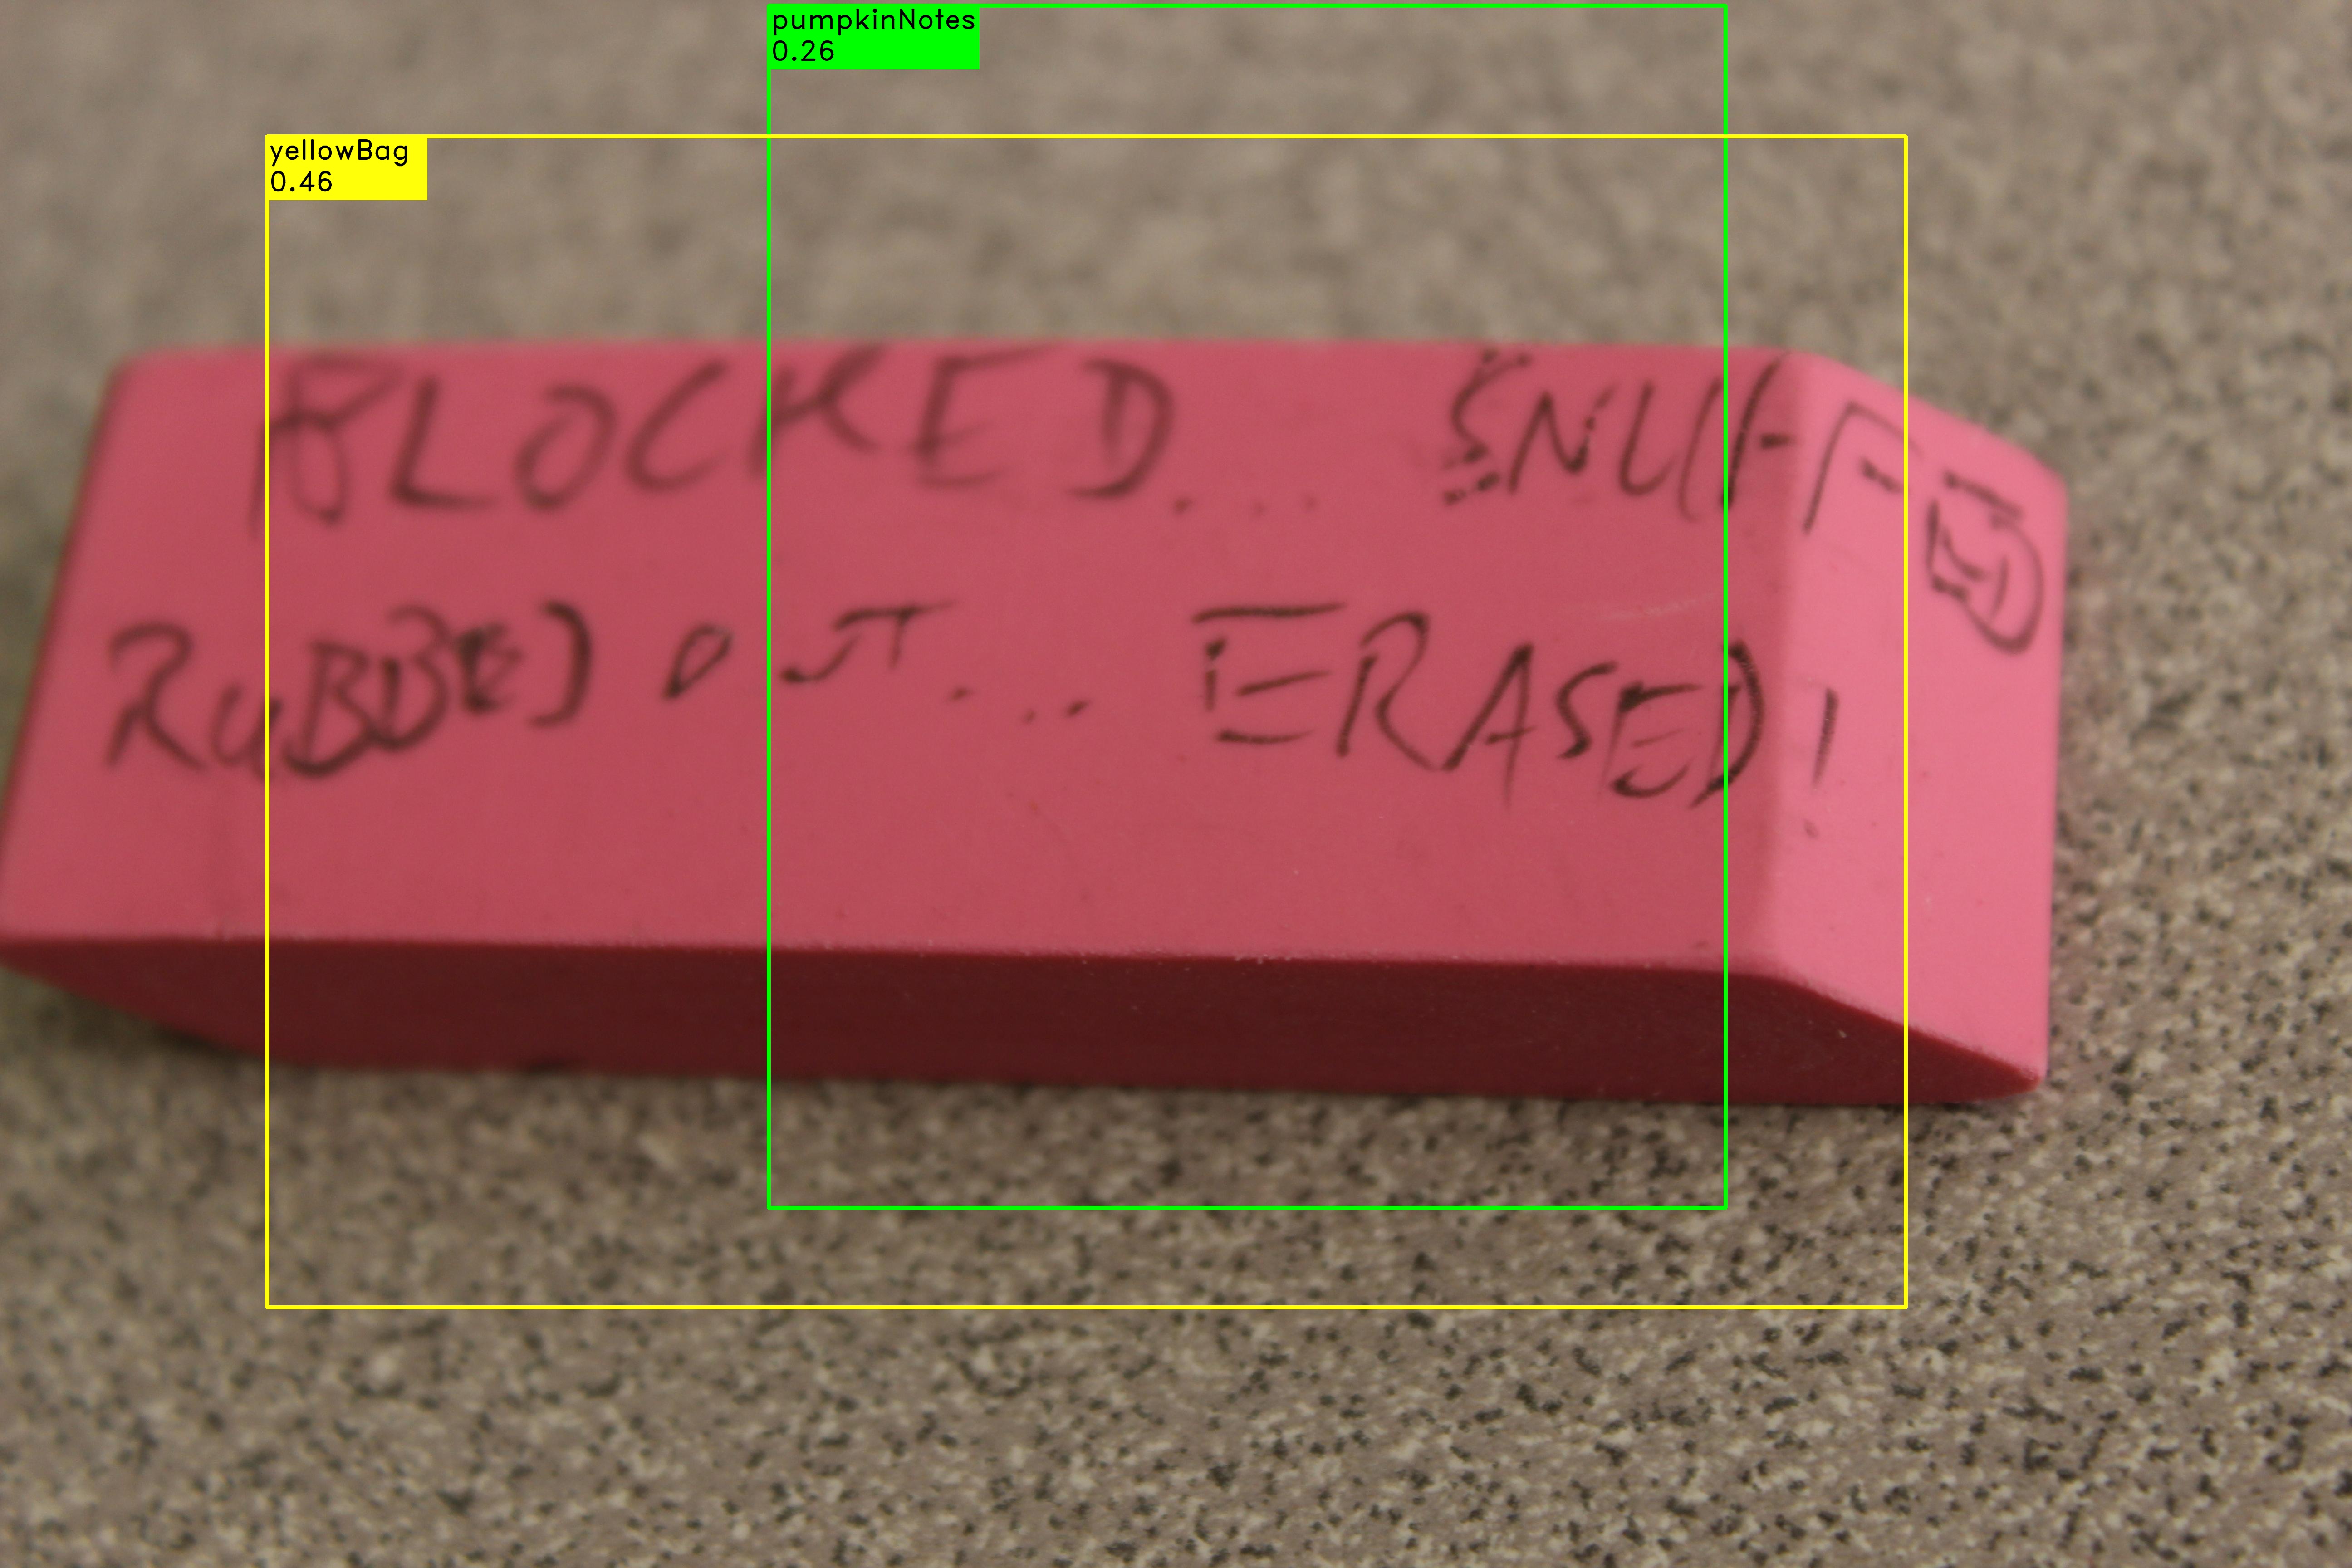 pumpkinNotes
0.26
yellowBag
0.46
BLOCKED... SNUFFED
RUBBED OUT... ERASED!